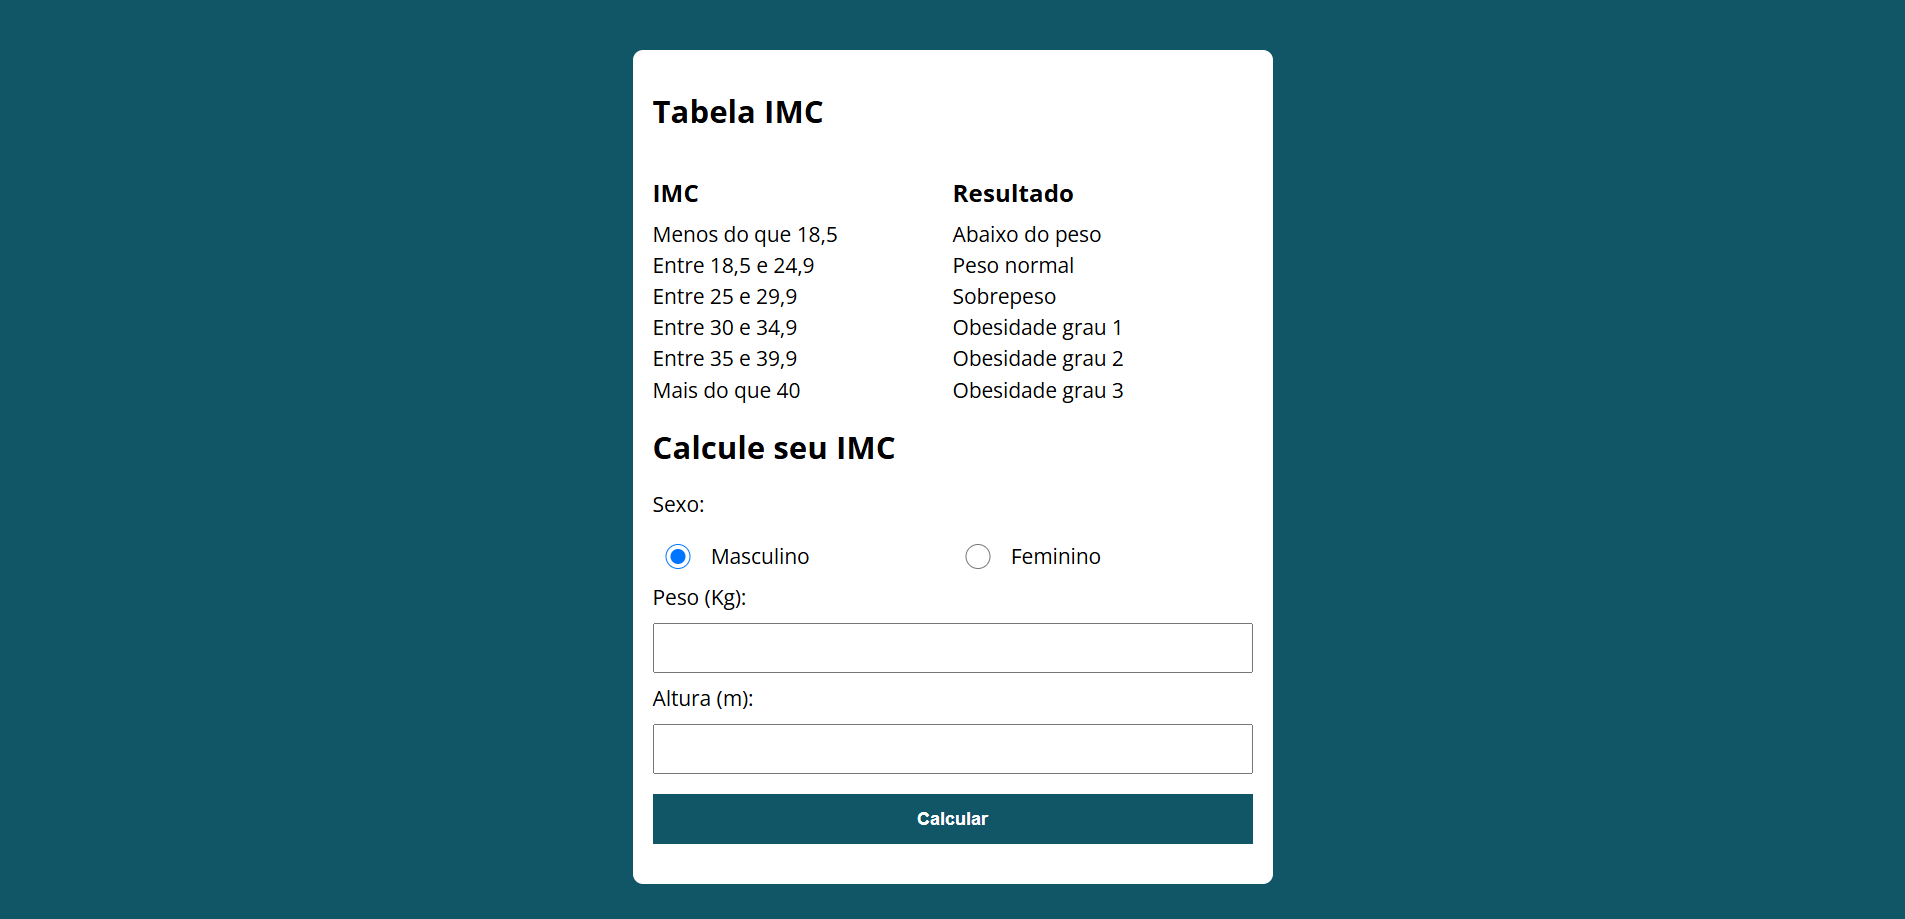 Tabela IMC
IMC Resultado
Menos do que 18,5 Abaixo do peso
Entre 18,5 e 24,9 Peso normal
Entre 25 e 29,9 Sobrepeso
Entre 30 e 34,9 Obesidade grau 1
Entre 35 e 39,9 Obesidade grau 2
Mais do que 40 Obesidade grau 3
Calcule seu IMC
Sexo:
Masculino Feminino
Peso (Kg):
Altura (m):
Calcular